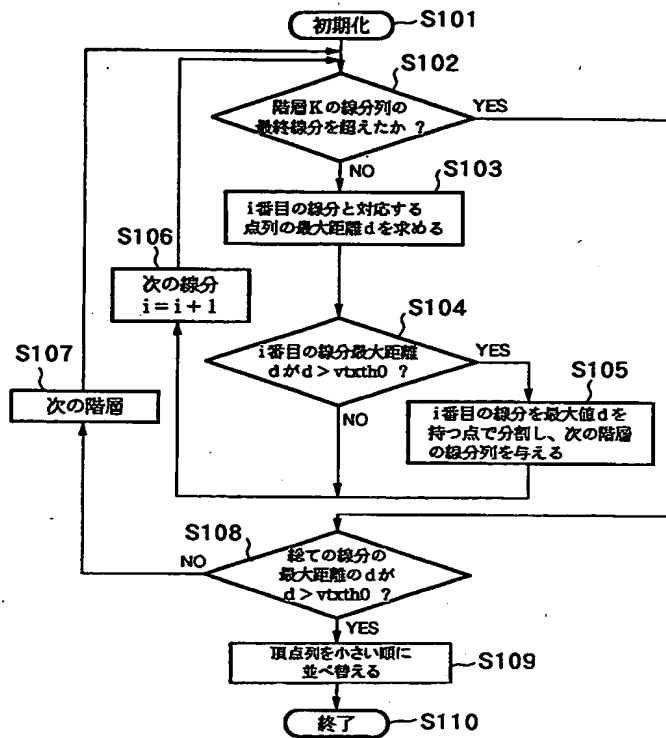 初期化
S101
S102
階層Kの線分列の
最終線分を超えたか ?
YES
NO
S103
i番目の線分と対応する
点列の最大距離dを求める
S106
次の線分
i=i+1
S104
i番目の線分最大距離
dがd>vtxth0 ?
YES
NO
S107
次の階層
S105
i番目の線分を最大値dを
持つ点で分割し、次の階層
の線分列を与える
S108
総ての線分の
最大距離のdが
d>vtxth0 ?
NO
YES
頂点列を小さい順に
並べ替える
S109
終了
S110